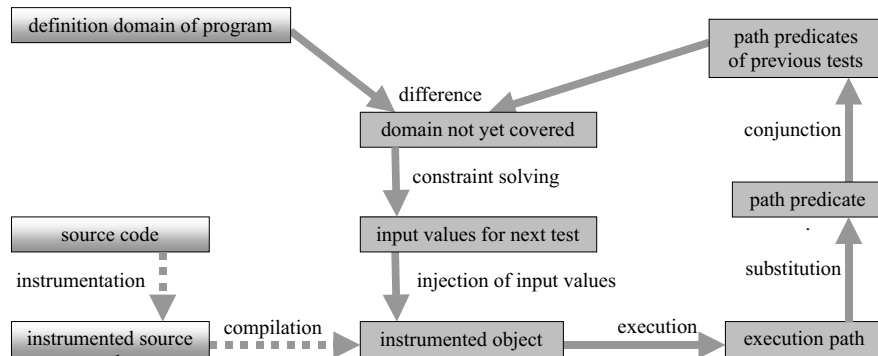 definition domain of program
path predicates
of previous tests
difference
domain not yet covered
conjunction
constraint solving
path predicate
.
source code
input values for next test
instrumentation
injection of input values
substitution
instrumented source
compilation
instrumented object
execution
execution path